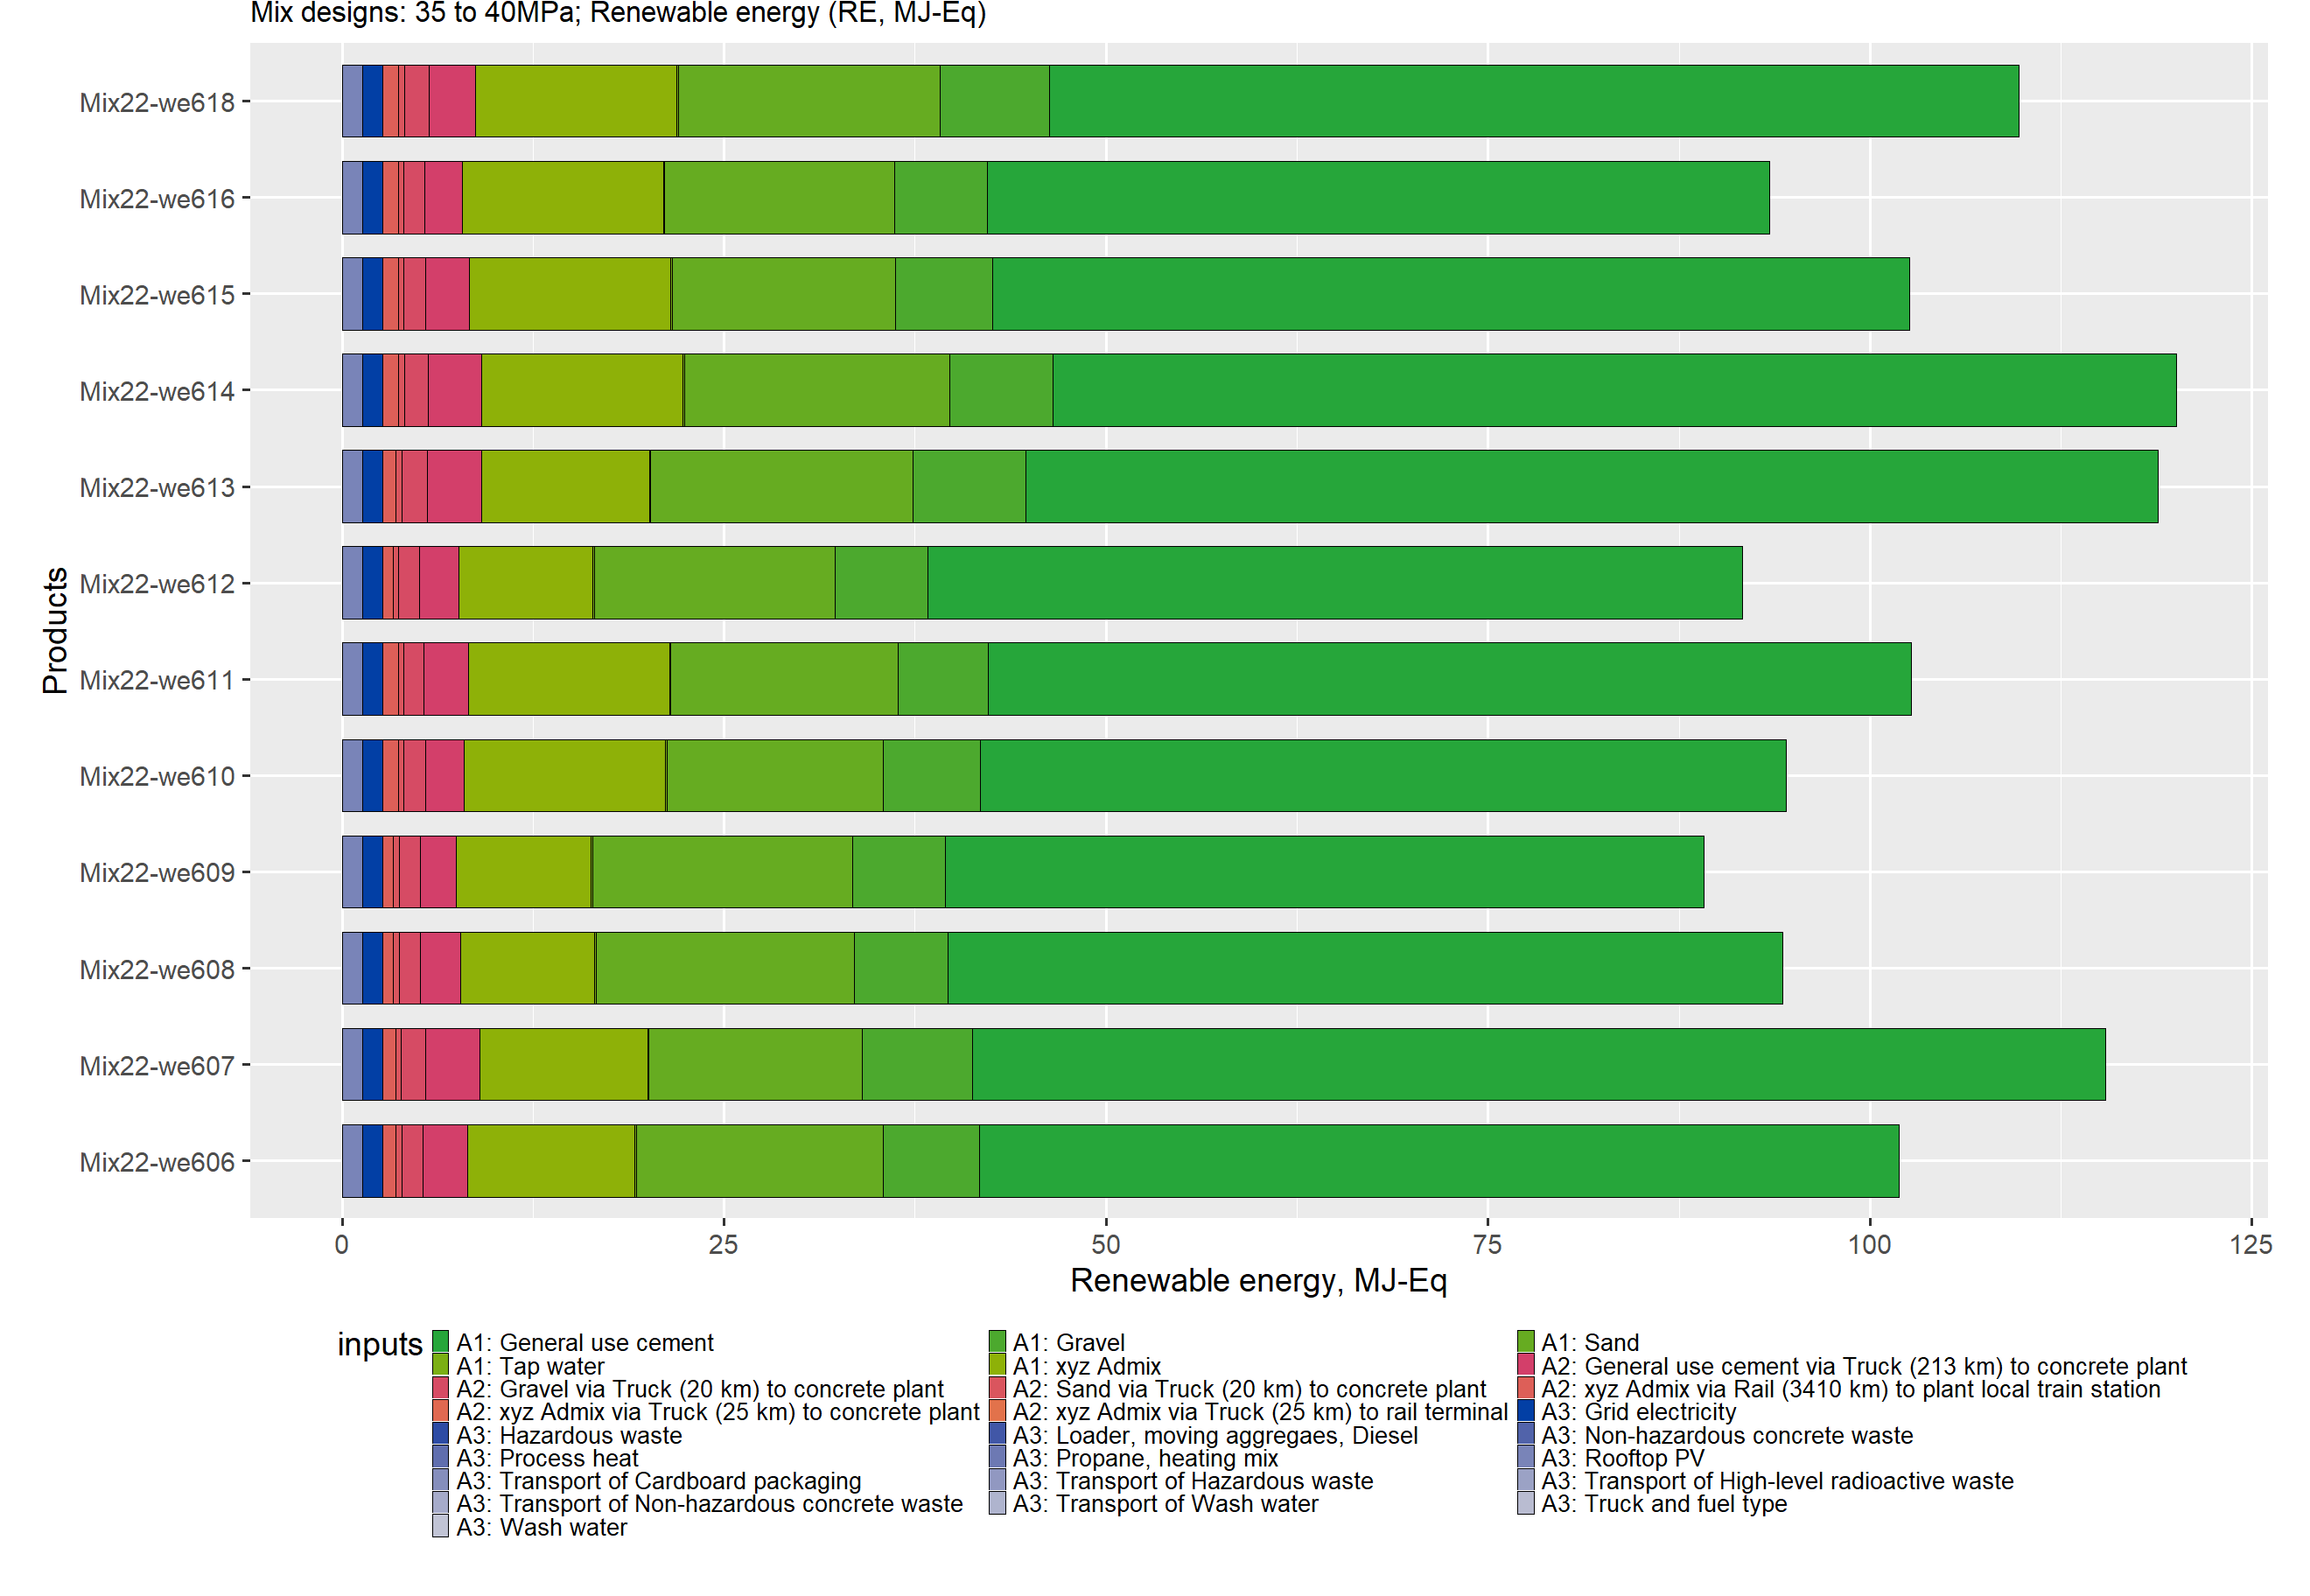 Mix designs: 35 to 40MPa; Renewable energy (RE, MJ-Eq)
Mix22-we618
Mix22-we616
Mix22-we615
Mix22-we614
Mix22-we613
Mix22-we612
Mix22-we611
Mix22-we610
Mix22-we609
Mix22-we608
Mix22-we607
Mix22-we606
Products
0 25 50 75 100 125
Renewable energy, MJ-Eq
inputs
A1: General use cement A1: Gravel A1: Sand
A1: Tap water A1: xyz Admix A2: General use cement via Truck (213 km) to concrete plant
A2: Gravel via Truck (20 km) to concrete plant A2: Sand via Truck (20 km) to concrete plant A2: xyz Admix via Rail (3410 km) to plant local train station
A2: xyz Admix via Truck (25 km) to concrete plant A2: xyz Admix via Truck (25 km) to rail terminal A3: Grid electricity
A3: Hazardous waste A3: Loader, moving aggregaes, Diesel A3: Non-hazardous concrete waste
A3: Process heat A3: Propane, heating mix A3: Rooftop PV
A3: Transport of Cardboard packaging A3: Transport of Hazardous waste A3: Transport of High-level radioactive waste
A3: Transport of Non-hazardous concrete waste A3: Transport of Wash water A3: Truck and fuel type
A3: Wash water